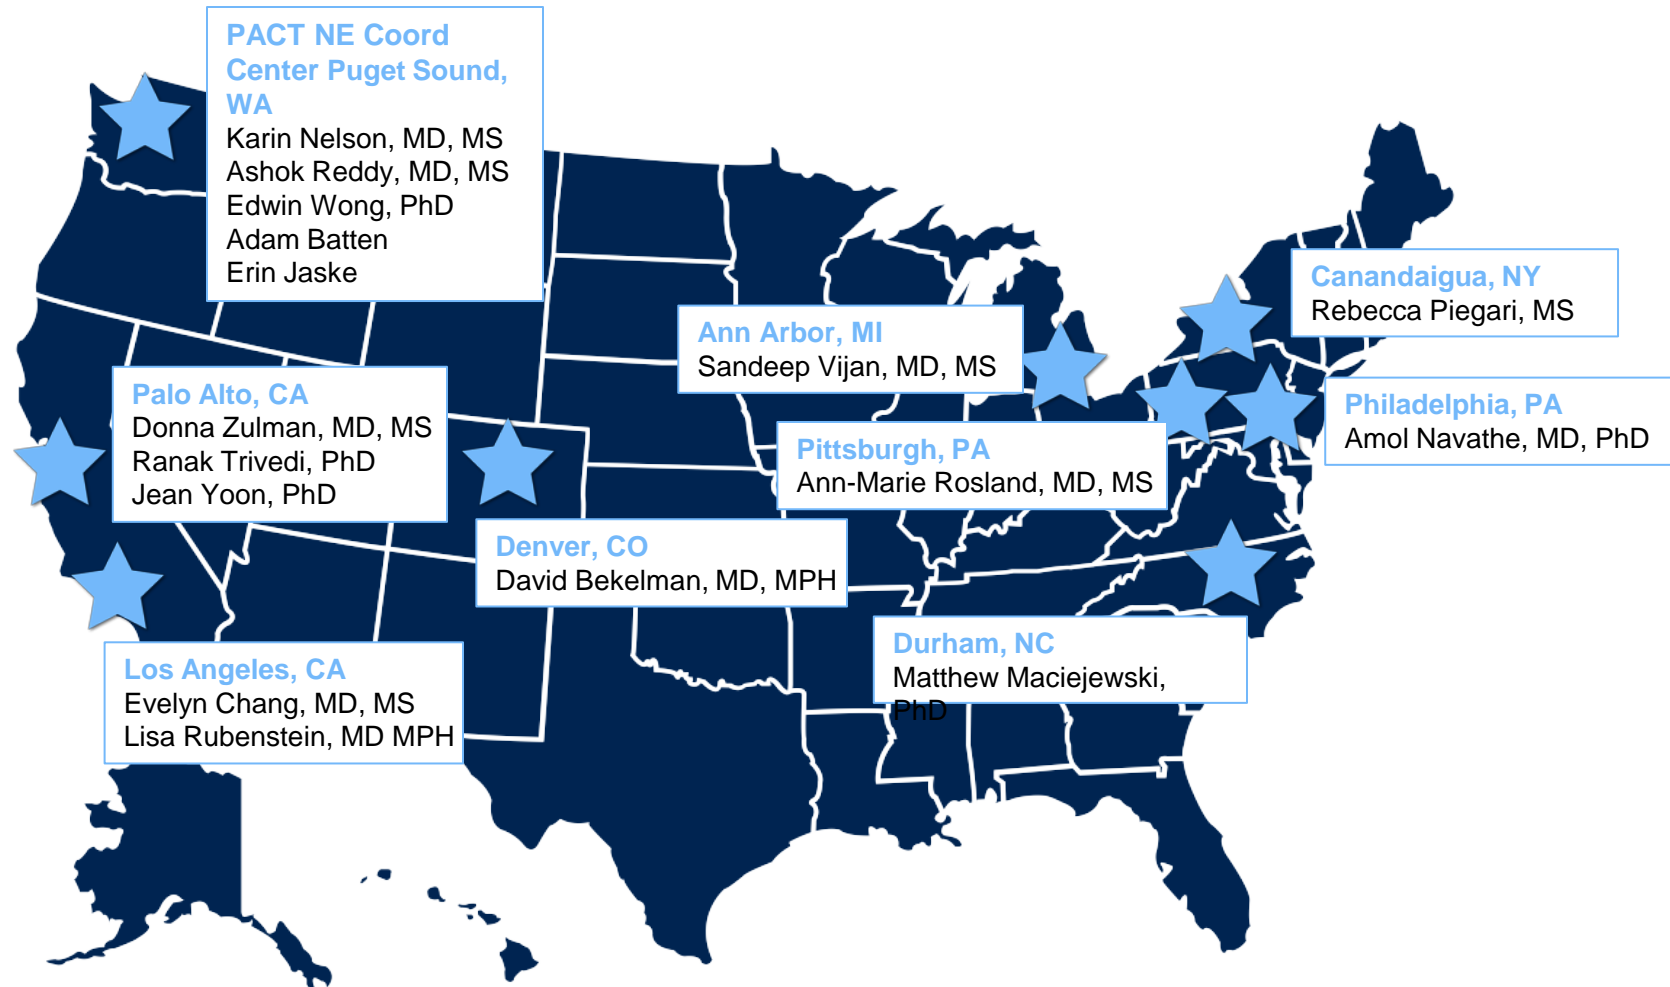 PACT NE Coord
Center Puget Sound,
WA
Karin Nelson, MD, MS
Ashok Reddy, MD, MS
Edwin Wong, PhD
Adam Batten
Erin Jaske
Canandaigua, NY
Rebecca Piegari, MS
Ann Arbor, MI
Sandeep Vijan, MD, MS
Palo Alto, CA
Donna Zulman, MD, MS
Ranak Trivedi, PhD
Jean Yoon, PhD
Philadelphia, PA
Amol Navathe, MD, PhD
Pittsburgh, PA
Ann-Marie Rosland, MD, MS
Denver, CO
David Bekelman, MD, MPH
Durham, NC
Matthew Maciejewski,
PhD
Los Angeles, CA
Evelyn Chang, MD, MS
Lisa Rubenstein, MD MPH